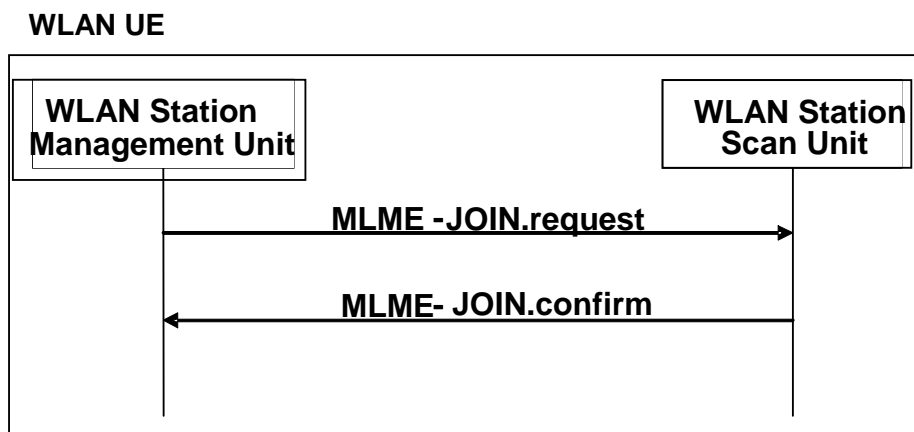 WLAN UE
WLAN Station
Management Unit
WLAN Station
Scan Unit
MLME -JOIN.request
MLME- JOIN.confirm